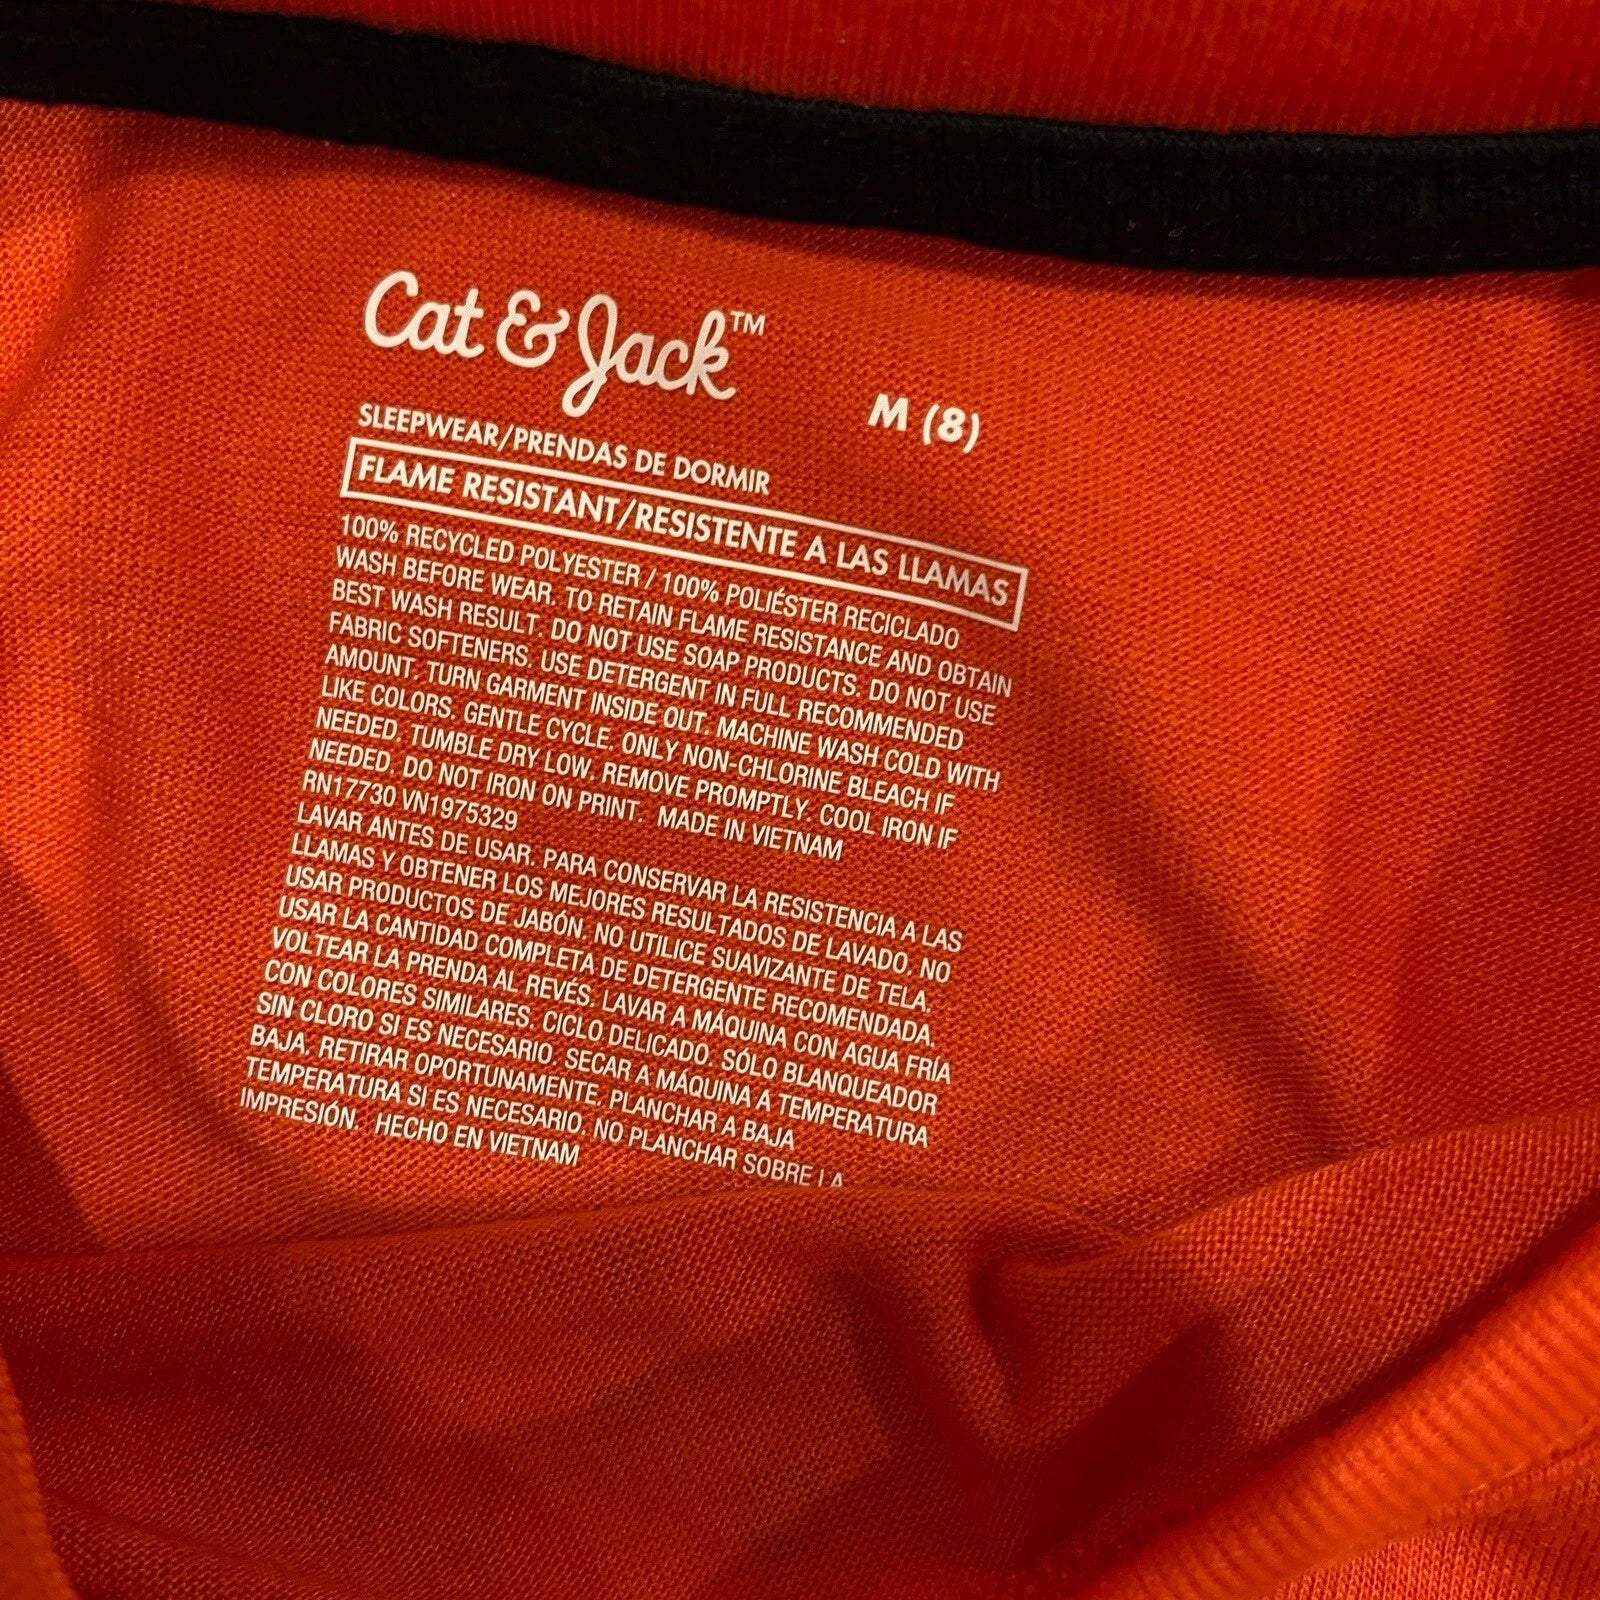 Cat & Jack™
M (8)
SLEEPWEAR/PRENDAS DE DORMIR
FLAME RESISTANT/RESISTENTE A LAS LLAMAS
100% RECYCLED POLYESTER / 100% POLIÉSTER RECICLADO
WASH BEFORE WEAR. TO RETAIN FLAME RESISTANCE AND OBTAIN
BEST WASH RESULT. DO NOT USE SOAP PRODUCTS. DO NOT USE
FABRIC SOFTENERS. USE DETERGENT IN FULL RECOMMENDED
AMOUNT. TURN GARMENT INSIDE OUT. MACHINE WASH COLD WITH
LIKE COLORS. GENTLE CYCLE. ONLY NON-CHLORINE BLEACH IF
NEEDED. TUMBLE DRY LOW. REMOVE PROMPTLY. COOL IRON IF
NEEDED. DO NOT IRON ON PRINT. MADE IN VIETNAM
RN17730 VN1975329
LAVAR ANTES DE USAR. PARA CONSERVAR LA RESISTENCIA A LAS
LLAMAS Y OBTENER LOS MEJORES RESULTADOS DE LAVADO. NO
USAR PRODUCTOS DE JABÓN. NO UTILICE SUAVIZANTE DE TELA.
USAR LA CANTIDAD COMPLETA DE DETERGENTE RECOMENDADA.
VOLTEAR LA PRENDA AL REVÉS. LAVAR A MÁQUINA CON AGUA FRÍA
CON COLORES SIMILARES. CICLO DELICADO. SÓLO BLANQUEADOR
SIN CLORO SI ES NECESARIO. SECAR A MÁQUINA A TEMPERATURA
BAJA. RETIRAR OPORTUNAMENTE. PLANCHAR A BAJA
TEMPERATURA SI ES NECESARIO. NO PLANCHAR SOBRE LA
IMPRESIÓN. HECHO EN VIETNAM